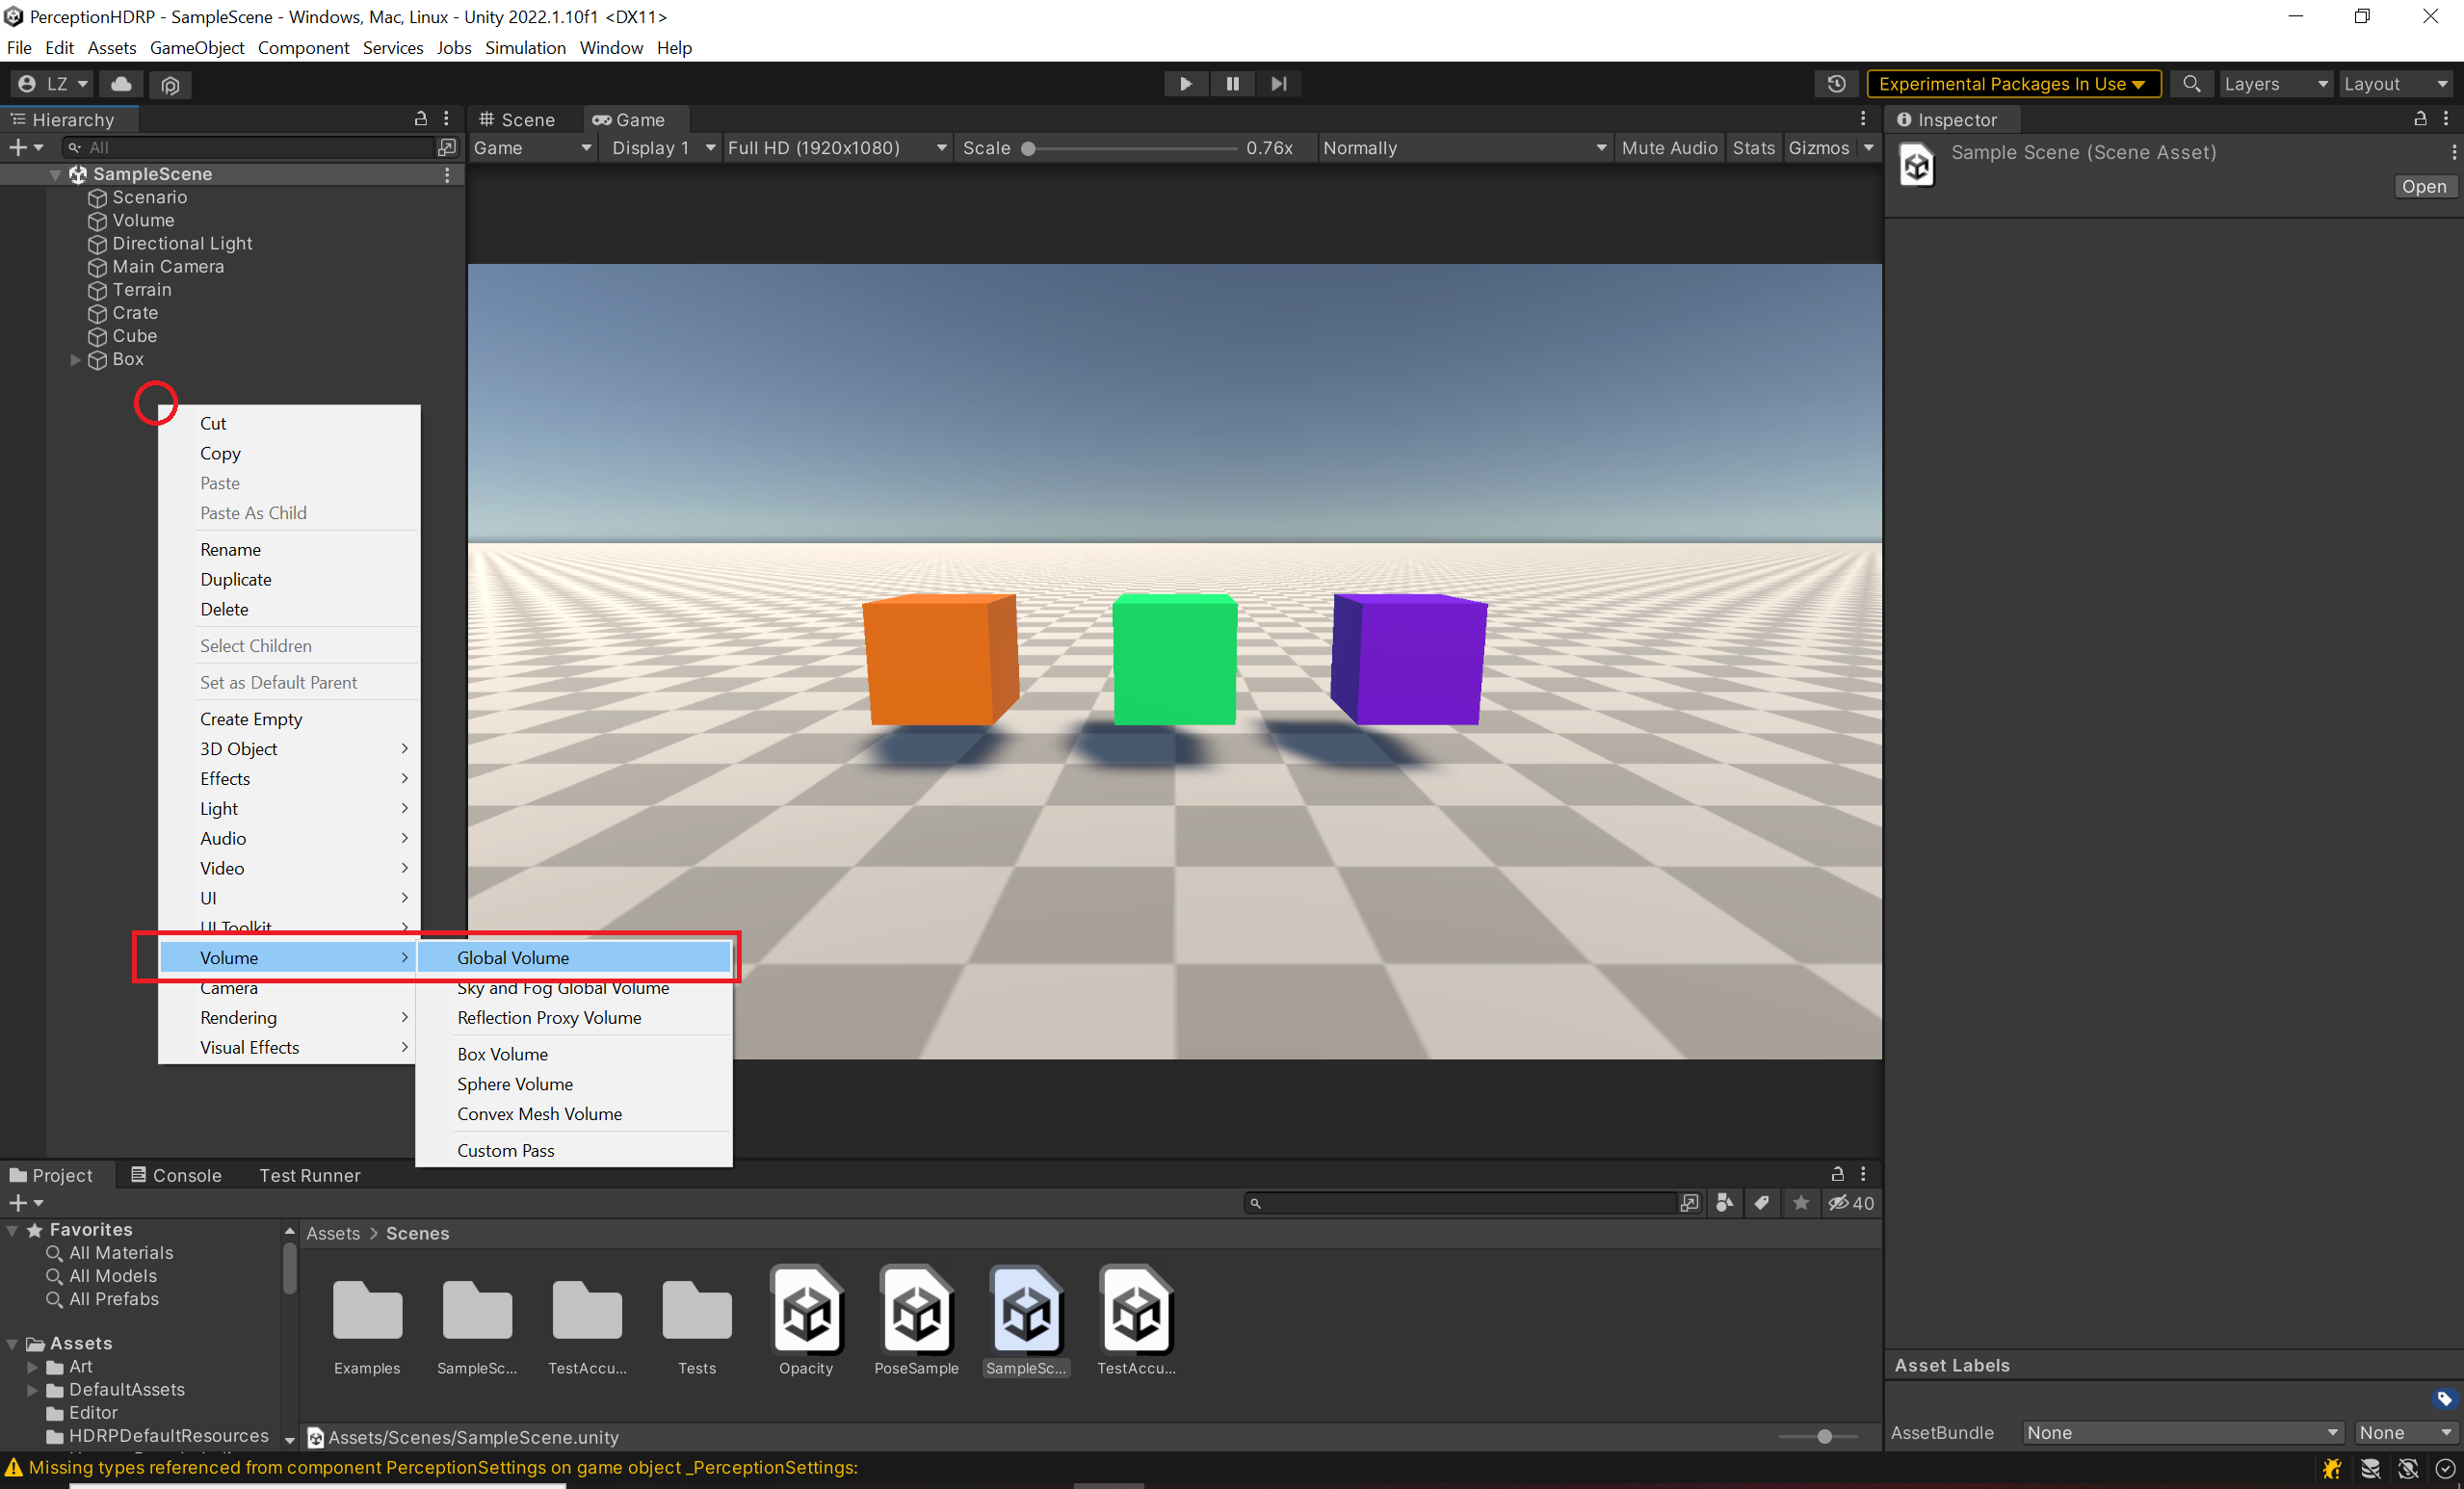 PerceptionHDRP - SampleScene - Windows, Mac, Linux - Unity 2022.1.10f1 <DX11>
File Edit Assets GameObject Component Services Jobs Simulation Window Help
LZ
Experimental Packages In Use
Layers
Layout
Hierarchy
All
SampleScene
Scenario
Volume
Directional Light
Main Camera
Terrain
Crate
Cube
Box
Cut
Copy
Paste
Paste As Child
Rename
Duplicate
Delete
Select Children
Set as Default Parent
Create Empty
3D Object
Effects
Light
Audio
Video
UI
UI Toolkit
Volume
Camera
Rendering
Visual Effects
Global Volume
Sky and Fog Global Volume
Reflection Proxy Volume
Box Volume
Sphere Volume
Convex Mesh Volume
Custom Pass
Scene
Game
Game Display 1 Full HD (1920x1080) Scale 0.76x Normally Mute Audio Stats Gizmos
Inspector
Sample Scene (Scene Asset)
Open
Project
Console
Test Runner
40
Favorites
All Materials
All Models
All Prefabs
Assets
Art
DefaultAssets
Editor
HDRPDefaultResources
Assets > Scenes
Examples
SampleSc...
TestAccu...
Tests
Opacity
PoseSample
SampleSc...
TestAccu...
Assets/Scenes/SampleScene.unity
Asset Labels
AssetBundle None None
Missing types referenced from component PerceptionSettings on game object _PerceptionSettings: